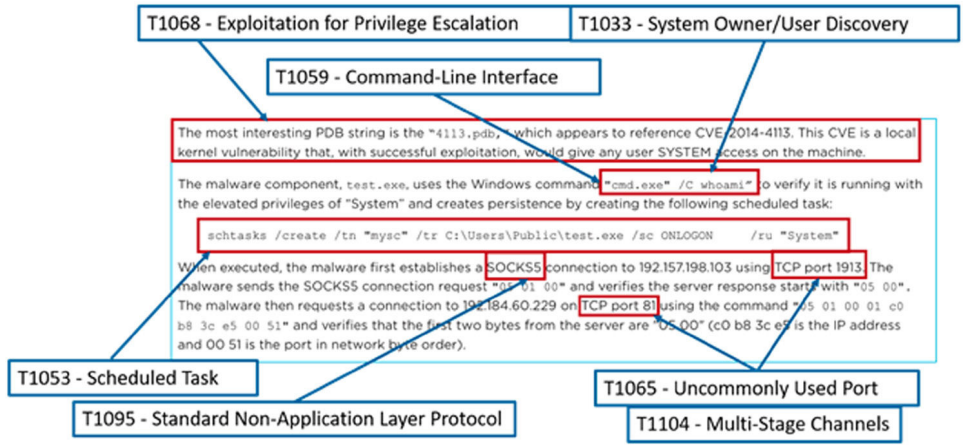 T1068 - Exploitation for Privilege Escalation
T1033 - System Owner/User Discovery
T1059 - Command-Line Interface
The most interesting PDB string is the "4113.pdb," which appears to reference CVE-2014-4113. This CVE is a local
kernel vulnerability that, with successful exploitation, would give any user SYSTEM access on the machine.
The malware component, test.exe, uses the Windows command "cmd.exe" /C whoami" to verify it is running with
the elevated privileges of "System" and creates persistence by creating the following scheduled task:
schtasks /create /tn "mysc" /tr C:\Users\Public\test.exe /sc ONLOGON /ru "System"
When executed, the malware first establishes a SOCKS5 connection to 192.157.198.103 using TCP port 1913. The
malware sends the SOCKS5 connection request "05 01 00" and verifies the server response starts with "05 00".
The malware then requests a connection to 192.184.60.229 on TCP port 81 using the command "05 01 00 01 c0
b8 3c e5 00 51" and verifies that the first two bytes from the server are "05 00" (c0 b8 3c e5 is the IP address
and 00 51 is the port in network byte order).
T1053 - Scheduled Task
T1065 - Uncommonly Used Port
T1095 - Standard Non-Application Layer Protocol
T1104 - Multi-Stage Channels